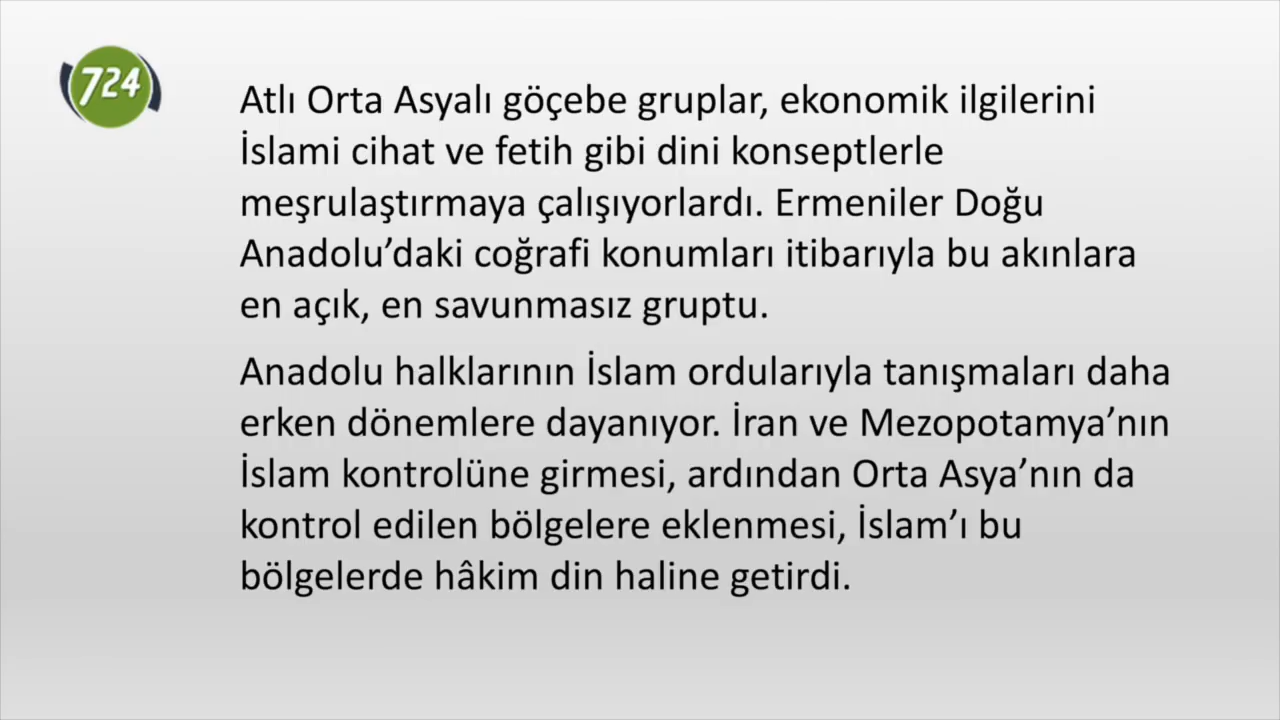 724
Atlı Orta Asyalı göçebe gruplar, ekonomik ilgilerini
İslami cihat ve fetih gibi dini konseptlerle
meşrulaştırmaya çalışıyorlardı. Ermeniler Doğu
Anadolu’daki coğrafi konumları itibarıyla bu akınlara
en açık, en savunmasız gruptu.
Anadolu halklarının İslam ordularıyla tanışmaları daha
erken dönemlere dayanıyor. İran ve Mezopotamya’nın
İslam kontrolüne girmesi, ardından Orta Asya’nın da
kontrol edilen bölgelere eklenmesi, İslam’ı bu
bölgelerde hâkim din haline getirdi.